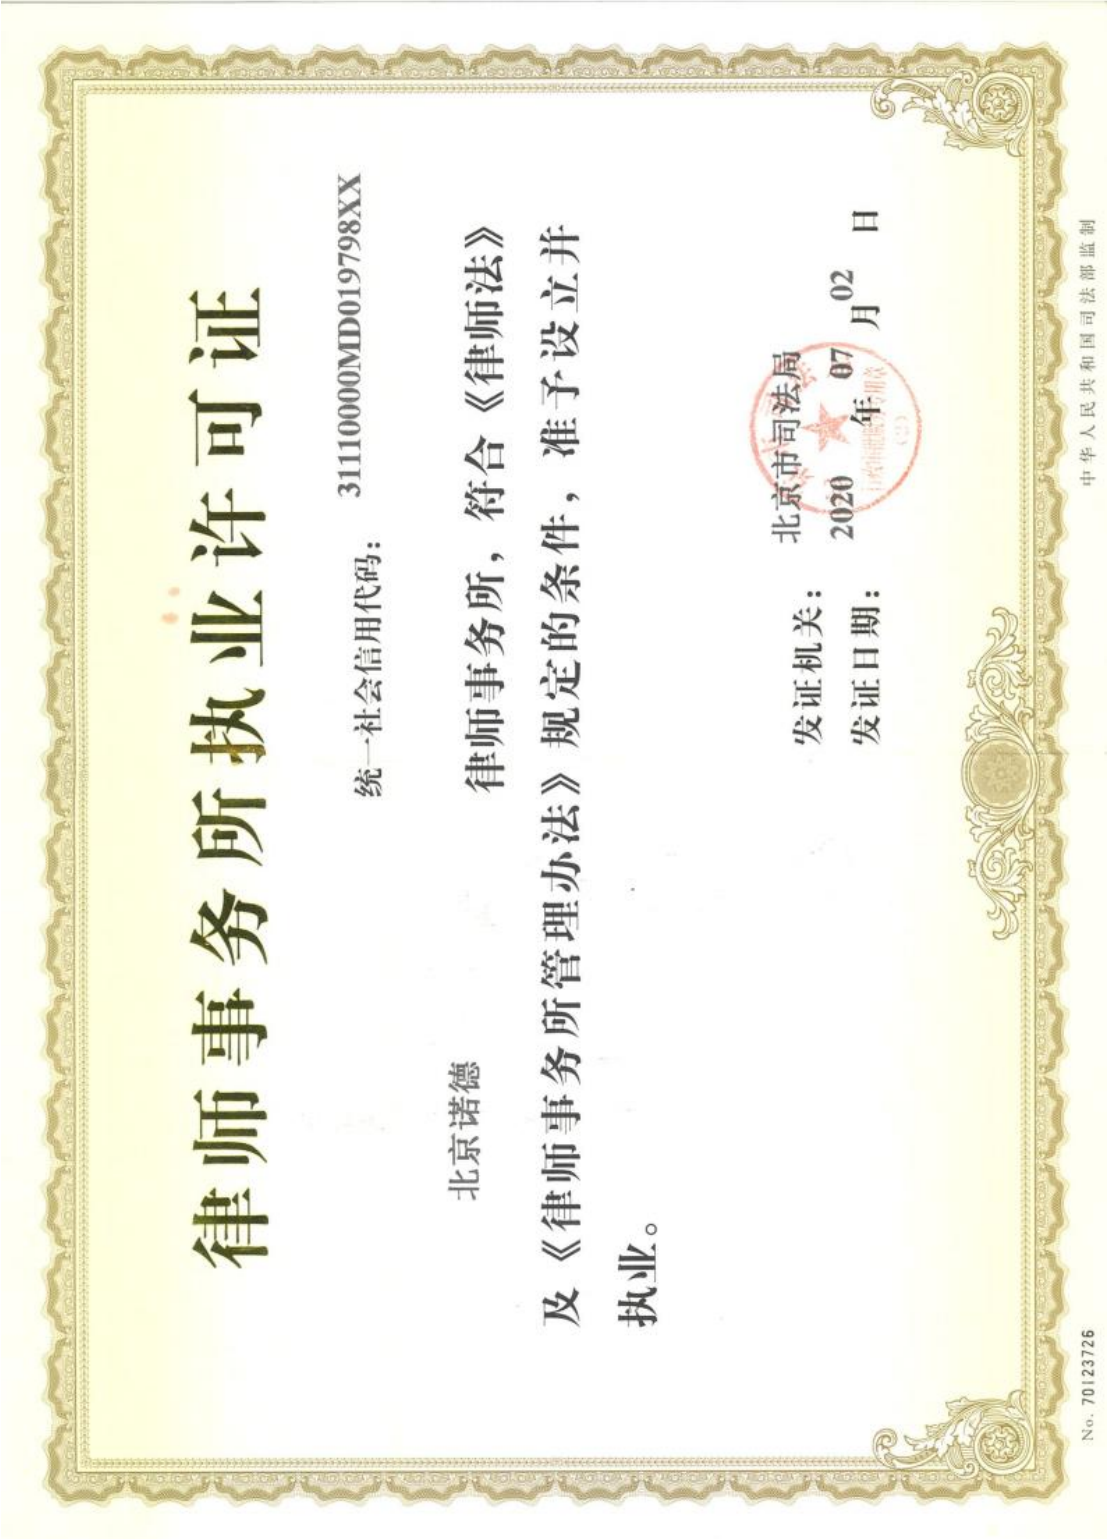 律师事务所执业许可证
统一社会信用代码： 31110000MD019798XX
北京诺德 律师事务所，符合《律师法》
及《律师事务所管理办法》规定的条件，准予设立并
执业。
发证机关： 北京市司法局
发证日期： 2020 年 07 月 02 日
No. 70123726
中华人民共和国司法部监制